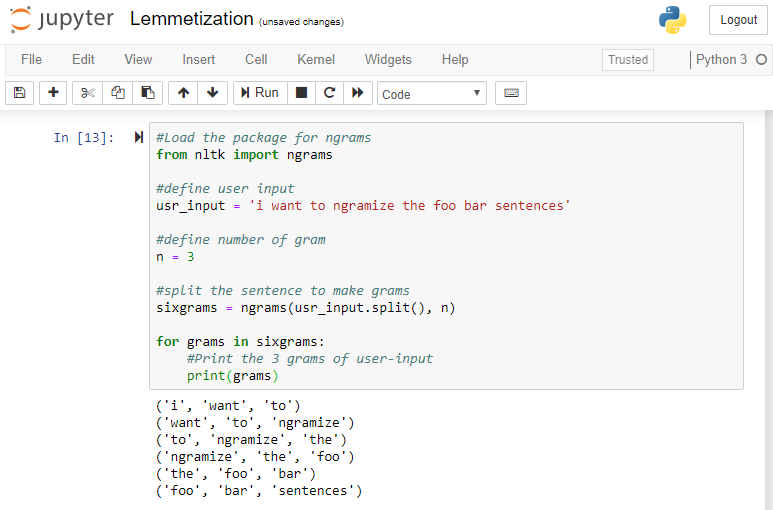 jupyter Lemmetization (unsaved changes) Logout
File Edit View Insert Cell Kernel Widgets Help Trusted Python 3
Run Code
In [13]: #Load the package for ngrams
from nltk import ngrams
#define user input
usr_input = 'i want to ngramize the foo bar sentences'
#define number of gram
n = 3
#split the sentence to make grams
sixgrams = ngrams(usr_input.split(), n)
for grams in sixgrams:
#Print the 3 grams of user-input
print(grams)
('i', 'want', 'to')
('want', 'to', 'ngramize')
('to', 'ngramize', 'the')
('ngramize', 'the', 'foo')
('the', 'foo', 'bar')
('foo', 'bar', 'sentences')